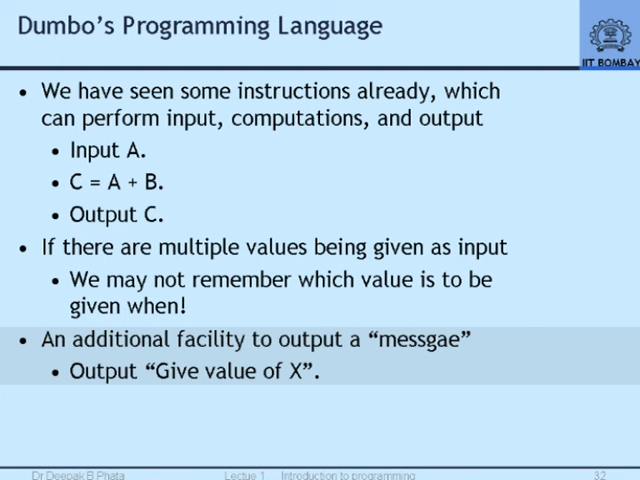 Dumbo's Programming Language
IIT BOMBAY
• We have seen some instructions already, which
can perform input, computations, and output
• Input A.
• C = A + B.
• Output C.
• If there are multiple values being given as input
• We may not remember which value is to be
given when!
• An additional facility to output a “messgae”
• Output “Give value of X”.
Dr Deepak B Phata Lectue 1 Introduction to programming 32